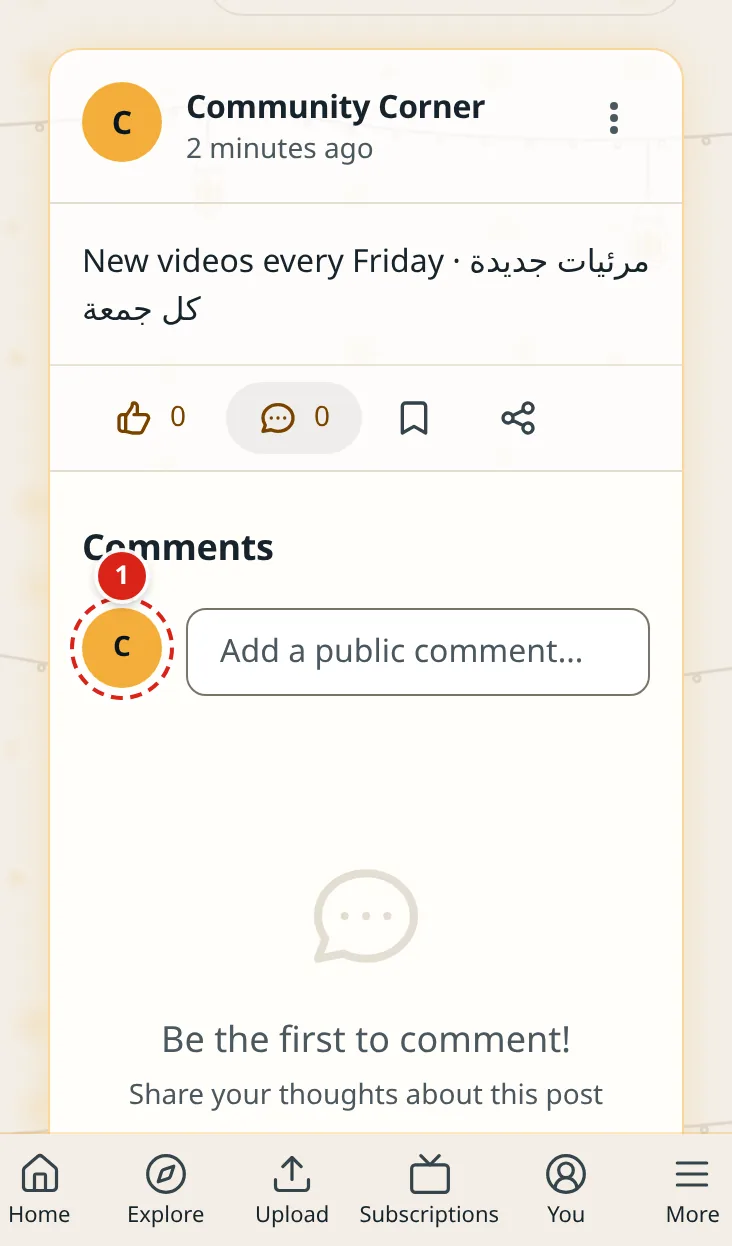 C
Community Corner
2 minutes ago
New videos every Friday · مرئيات جديدة
كل جمعة
0
0
Comments
1
C
Add a public comment...
Be the first to comment!
Share your thoughts about this post
Home
Explore
Upload
Subscriptions
You
More